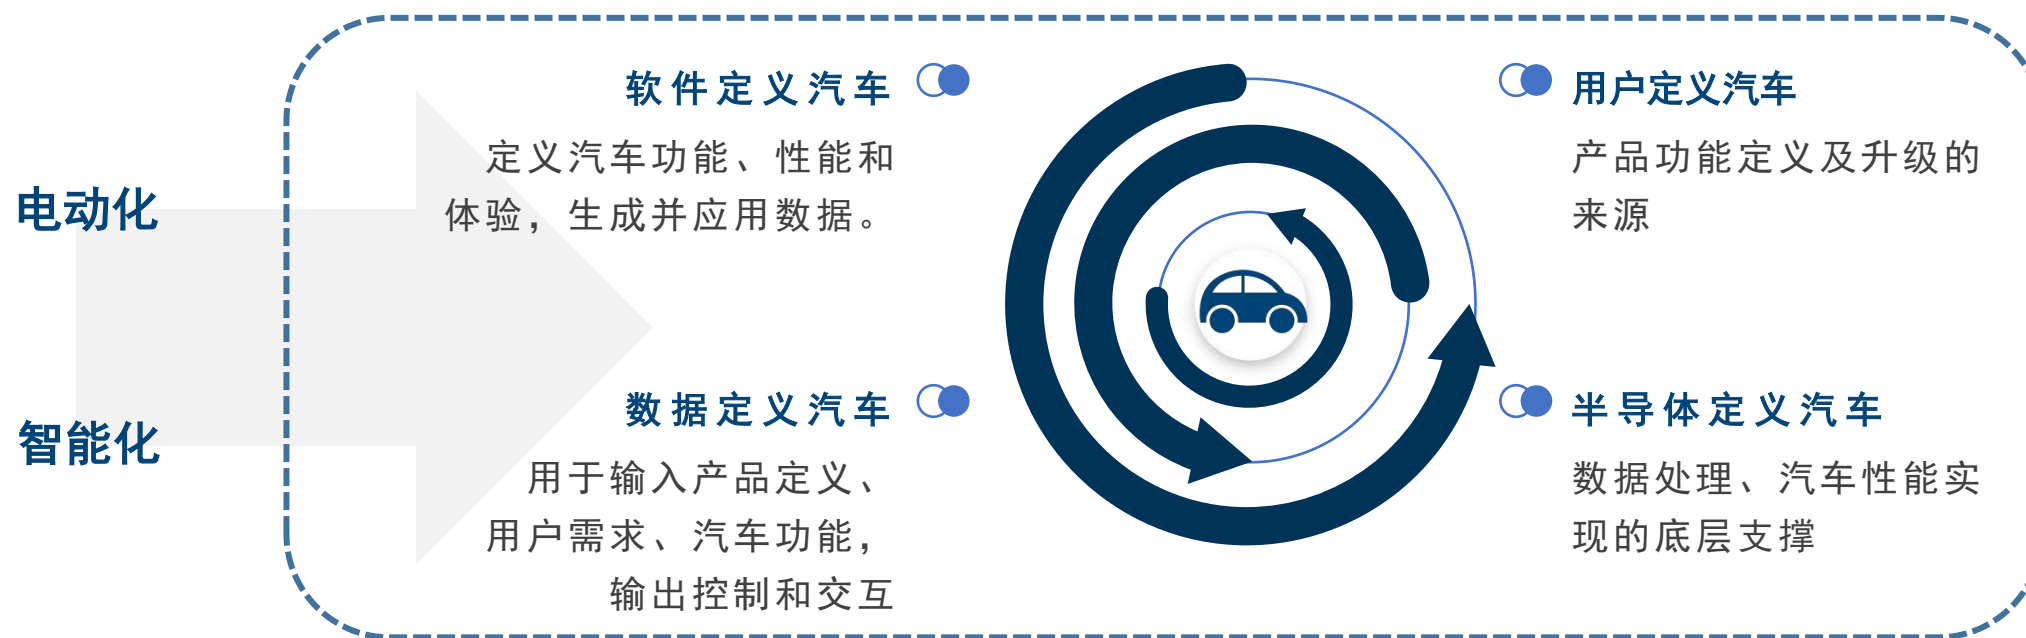 电动化
智能化
软件定义汽车
定义汽车功能、性能和
体验，生成并应用数据。
数据定义汽车
用于输入产品定义、
用户需求、汽车功能，
输出控制和交互
用户定义汽车
产品功能定义及升级的
来源
半导体定义汽车
数据处理、汽车性能实
现的底层支撑